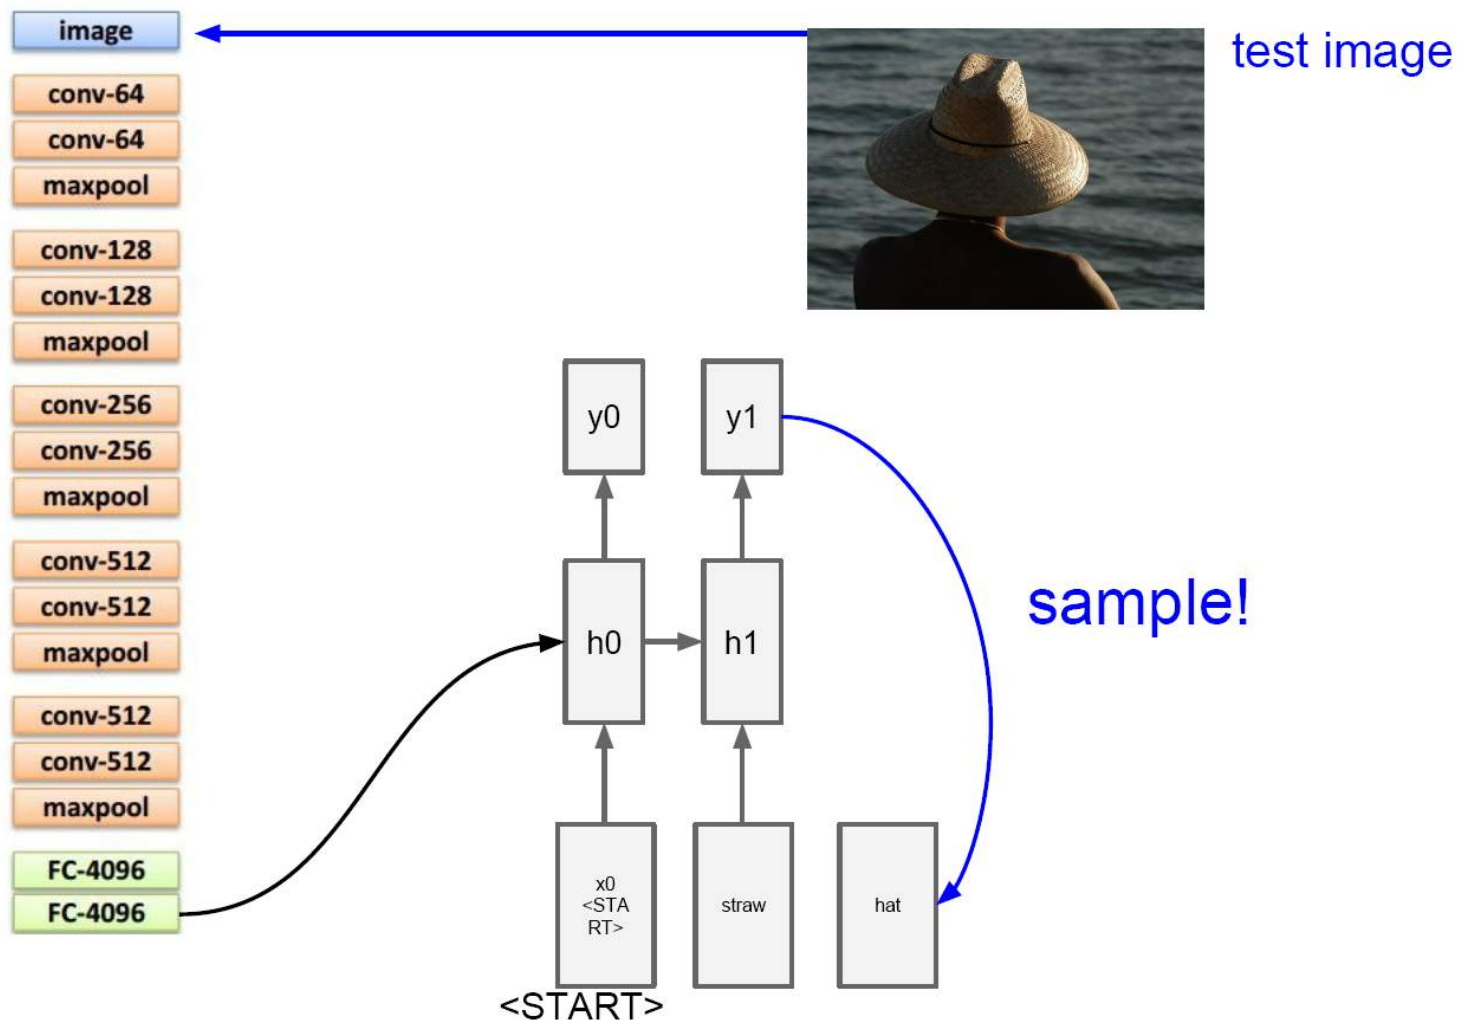 image
test image
conv-64
conv-64
maxpool
conv-128
conv-128
maxpool
conv-256
conv-256
maxpool
conv-512
conv-512
maxpool
conv-512
conv-512
maxpool
FC-4096
FC-4096
y0
y1
h0
h1
sample!
x0
<STA
RT>
straw
hat
<START>